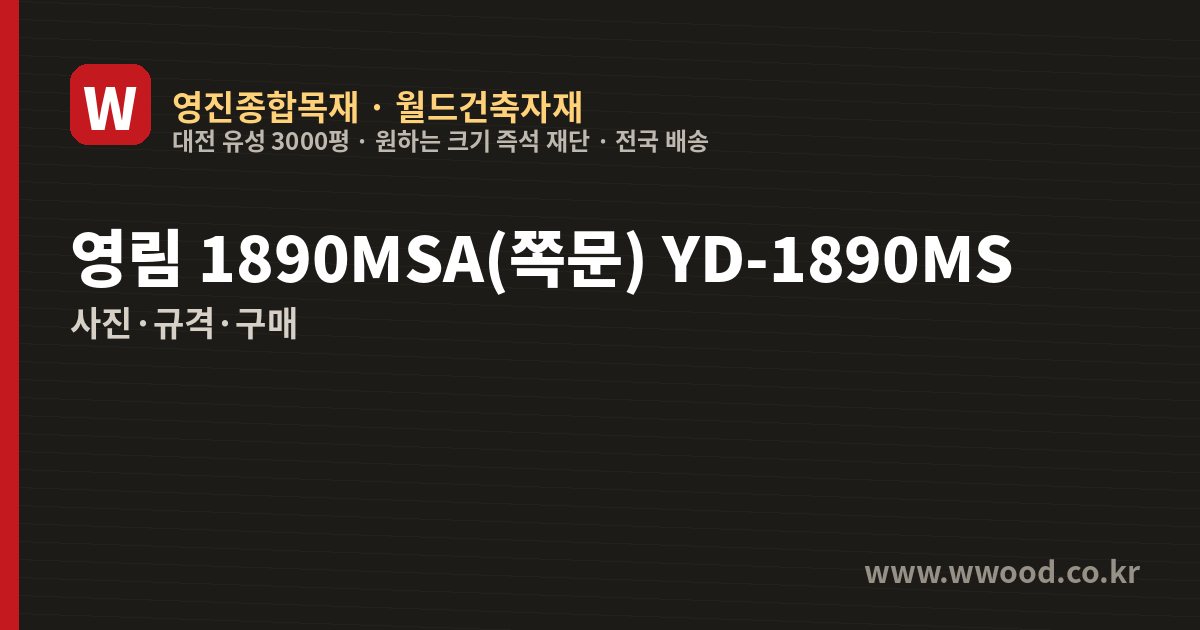 W
영진종합목재 · 월드건축자재
대전 유성 3000평 · 원하는 크기 즉석 재단 · 전국 배송
영림 1890MSA(쪽문) YD-1890MS
사진·규격·구매
www.wwood.co.kr